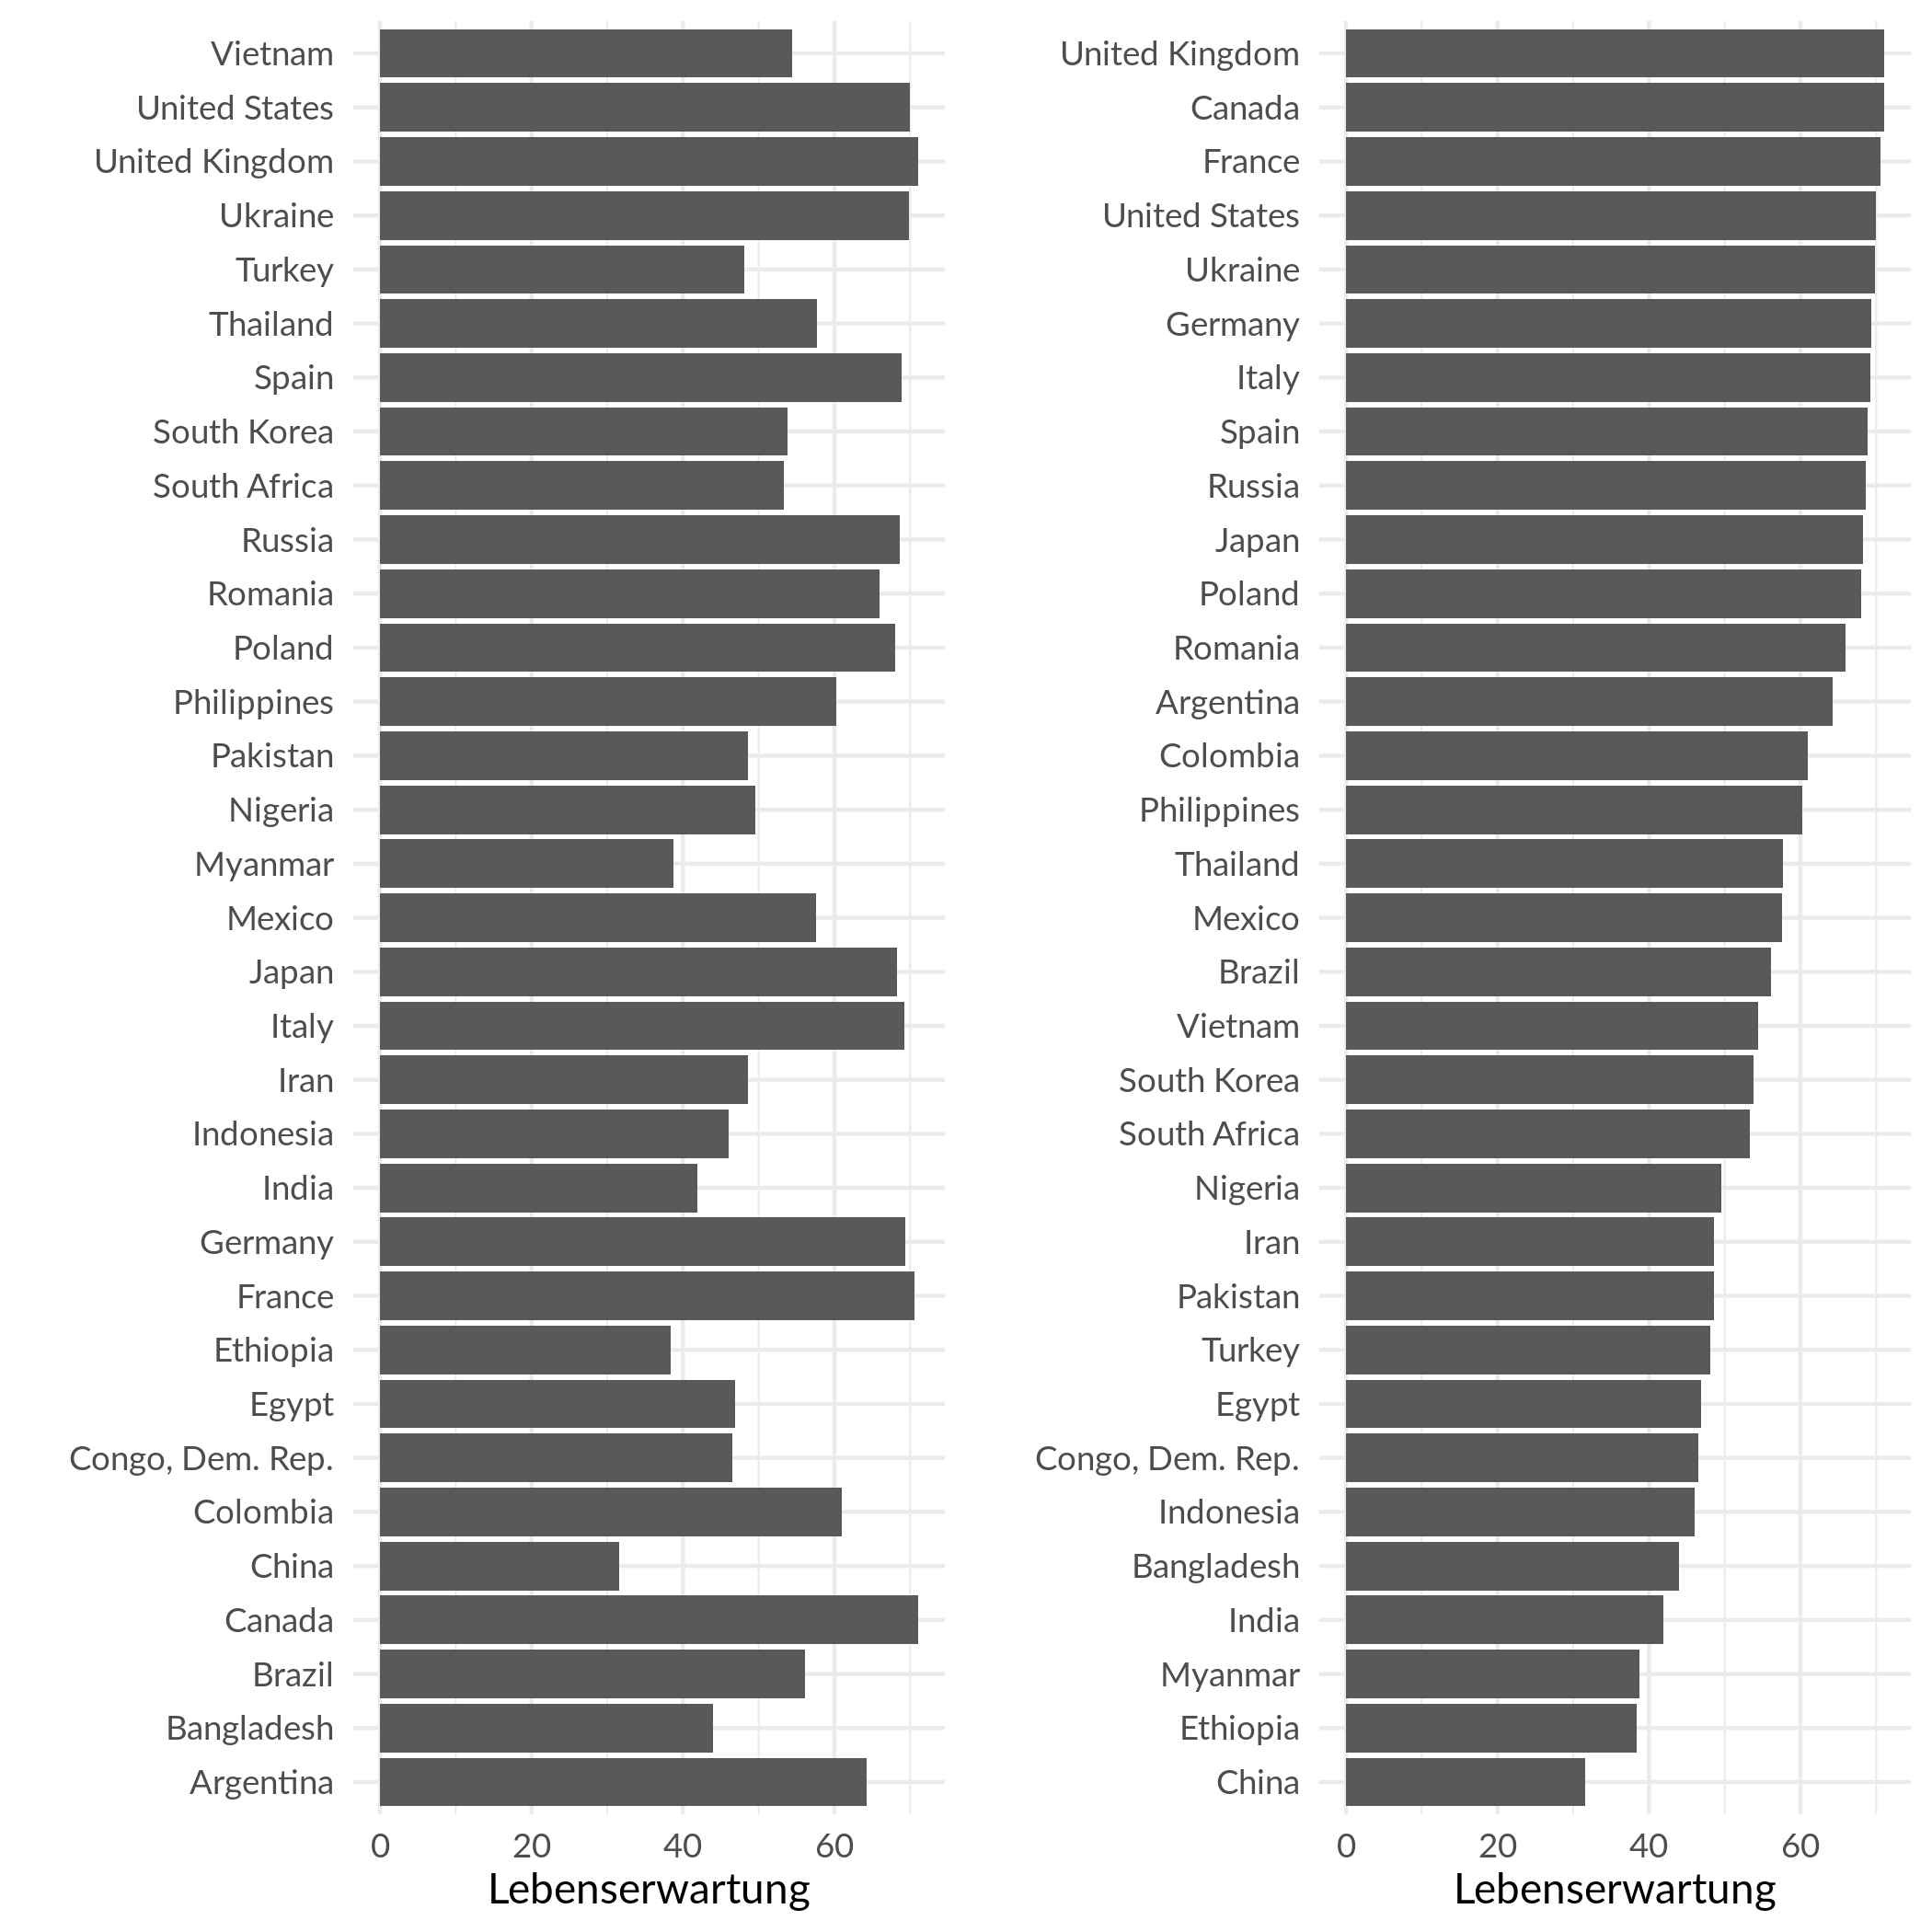 Vietnam
United States
United Kingdom
Ukraine
Turkey
Thailand
Spain
South Korea
South Africa
Russia
Romania
Poland
Philippines
Pakistan
Nigeria
Myanmar
Mexico
Japan
Italy
Iran
Indonesia
India
Germany
France
Ethiopia
Egypt
Congo, Dem. Rep.
Colombia
China
Canada
Brazil
Bangladesh
Argentina
0 20 40 60
Lebenserwartung
United Kingdom
Canada
France
United States
Ukraine
Germany
Italy
Spain
Russia
Japan
Poland
Romania
Argentina
Colombia
Philippines
Thailand
Mexico
Brazil
Vietnam
South Korea
South Africa
Nigeria
Iran
Pakistan
Turkey
Egypt
Congo, Dem. Rep.
Indonesia
Bangladesh
India
Myanmar
Ethiopia
China
0 20 40 60
Lebenserwartung